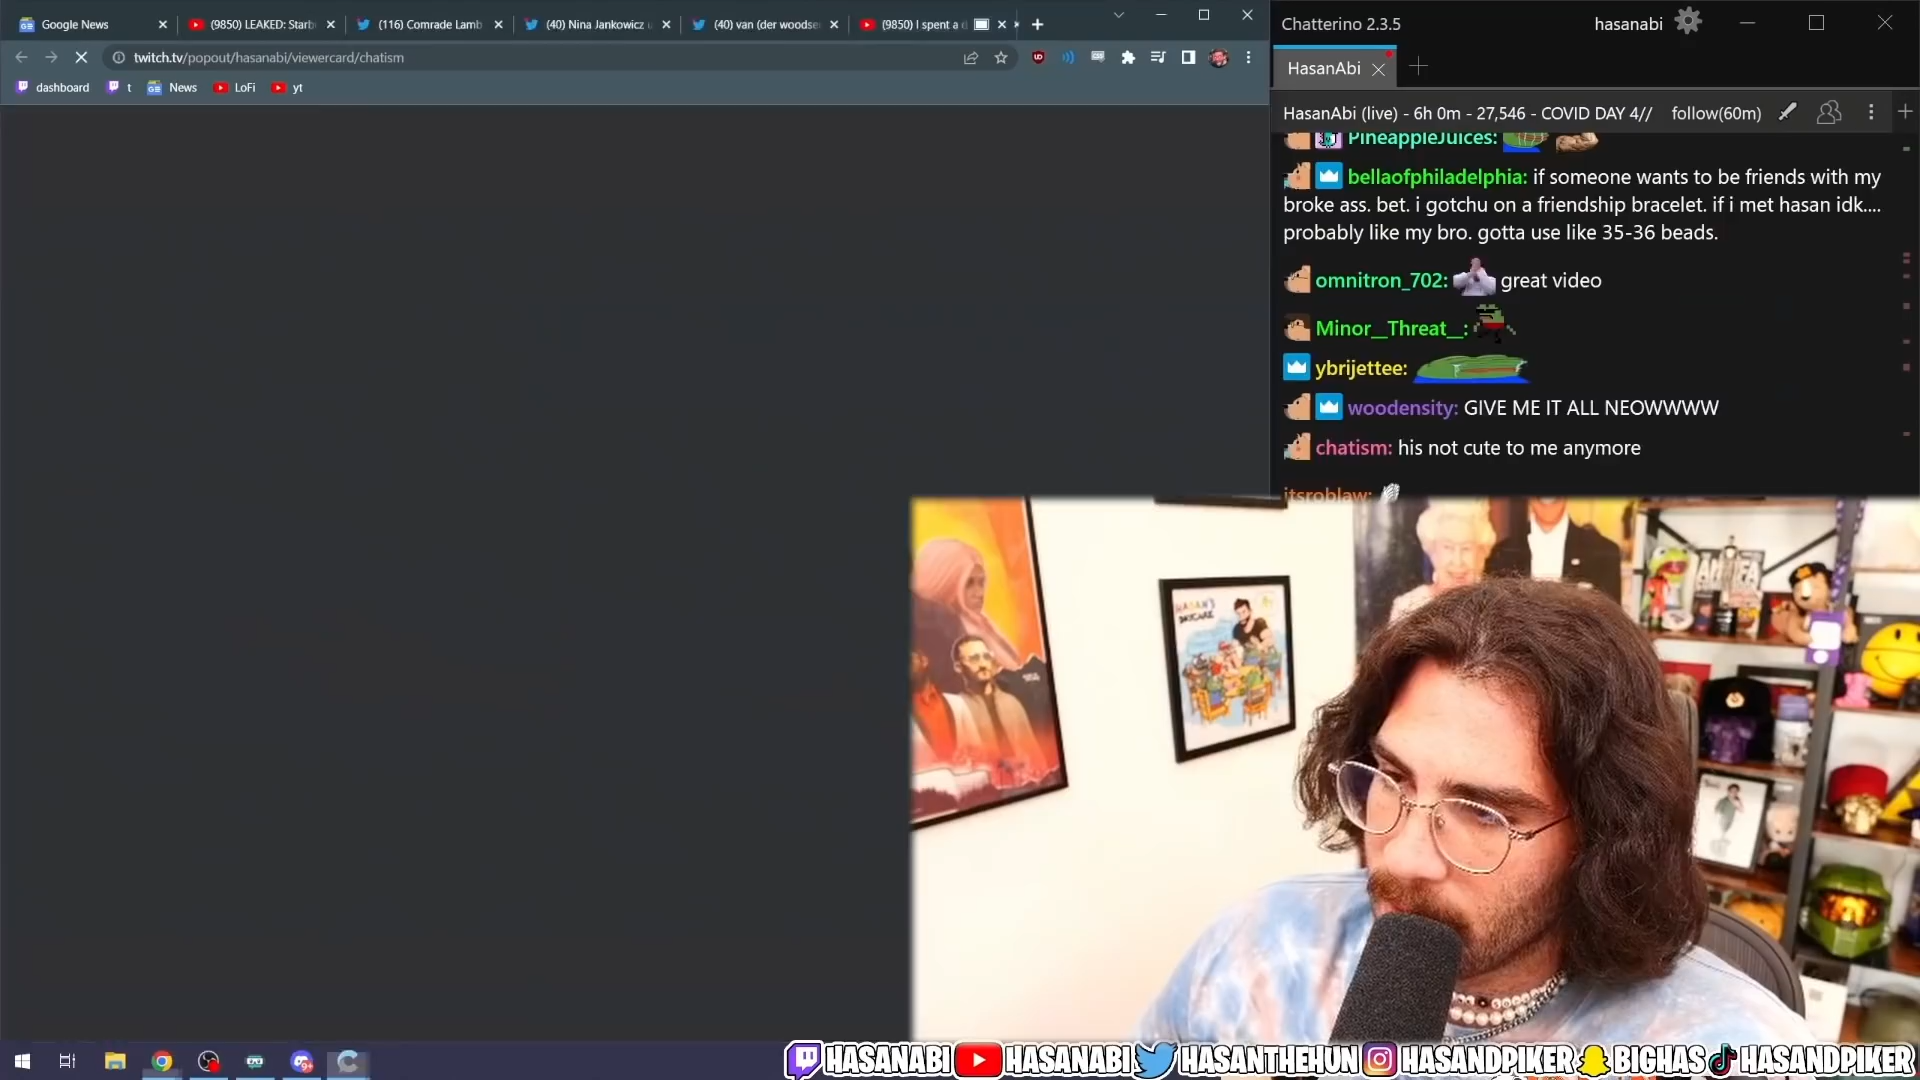 Google News
(9850) LEAKED: Starb
(116) Comrade Lamb
(40) Nina Jankowicz
(40) van (der woodse
(9850) I spent a d
twitch.tv/popout/hasanabi/viewercard/chatism
dashboard
t
News
LoFi
yt
Chatterino 2.3.5
hasanabi
HasanAbi
HasanAbi (live) - 6h 0m - 27,546 - COVID DAY 4//
follow(60m)
PineappleJuices:
bellaofphiladelphia: if someone wants to be friends with my
broke ass. bet. i gotchu on a friendship bracelet. if i met hasan idk....
probably like my bro. gotta use like 35-36 beads.
omnitron_702: great video
Minor__Threat__:
ybrijettee:
woodensity: GIVE ME IT ALL NEOWWWW
chatism: his not cute to me anymore
itsroblaw:
HASAN'S
DAYCARE
HASANABI
HASANABI
HASANTHEHUN
HASANDPIKER
BIGHAS
HASANDPIKER